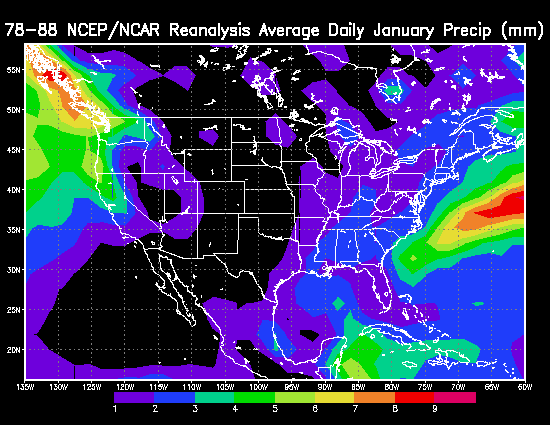 78-88 NCEP/NCAR Reanalysis Average Daily January Precip (mm)
55N
50N
45N
40N
35N
30N
25N
20N
135W 130W 125W 120W 115W 110W 105W 100W 95W 90W 85W 80W 75W 70W 65W 60W
1 2 3 4 5 6 7 8 9